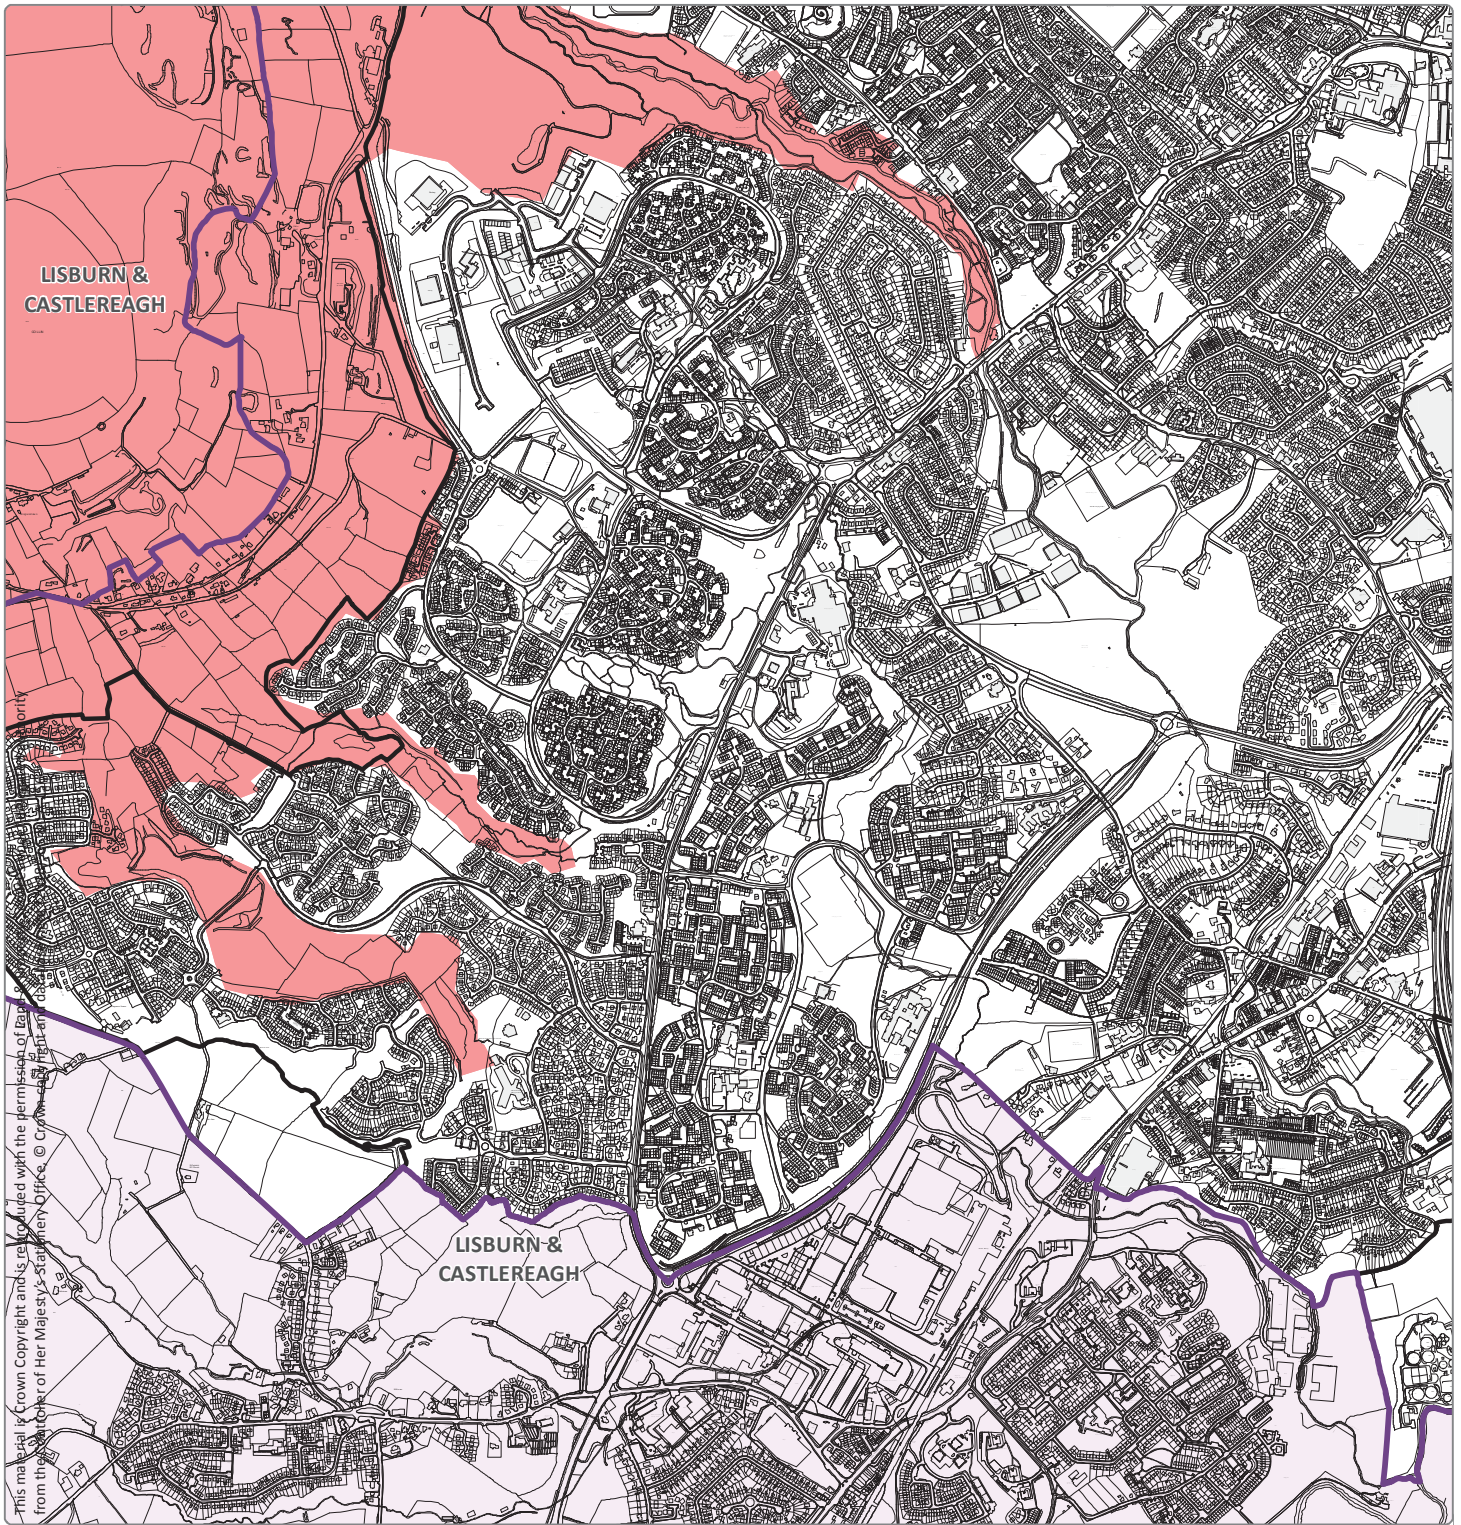 LISBURN &
CASTLEREAGH
LISBURN &
CASTLEREAGH
This material is Crown Copyright and is reproduced with the permission of Land
from the Controller of Her Majesty's Stationery Office, © Crown copyright and